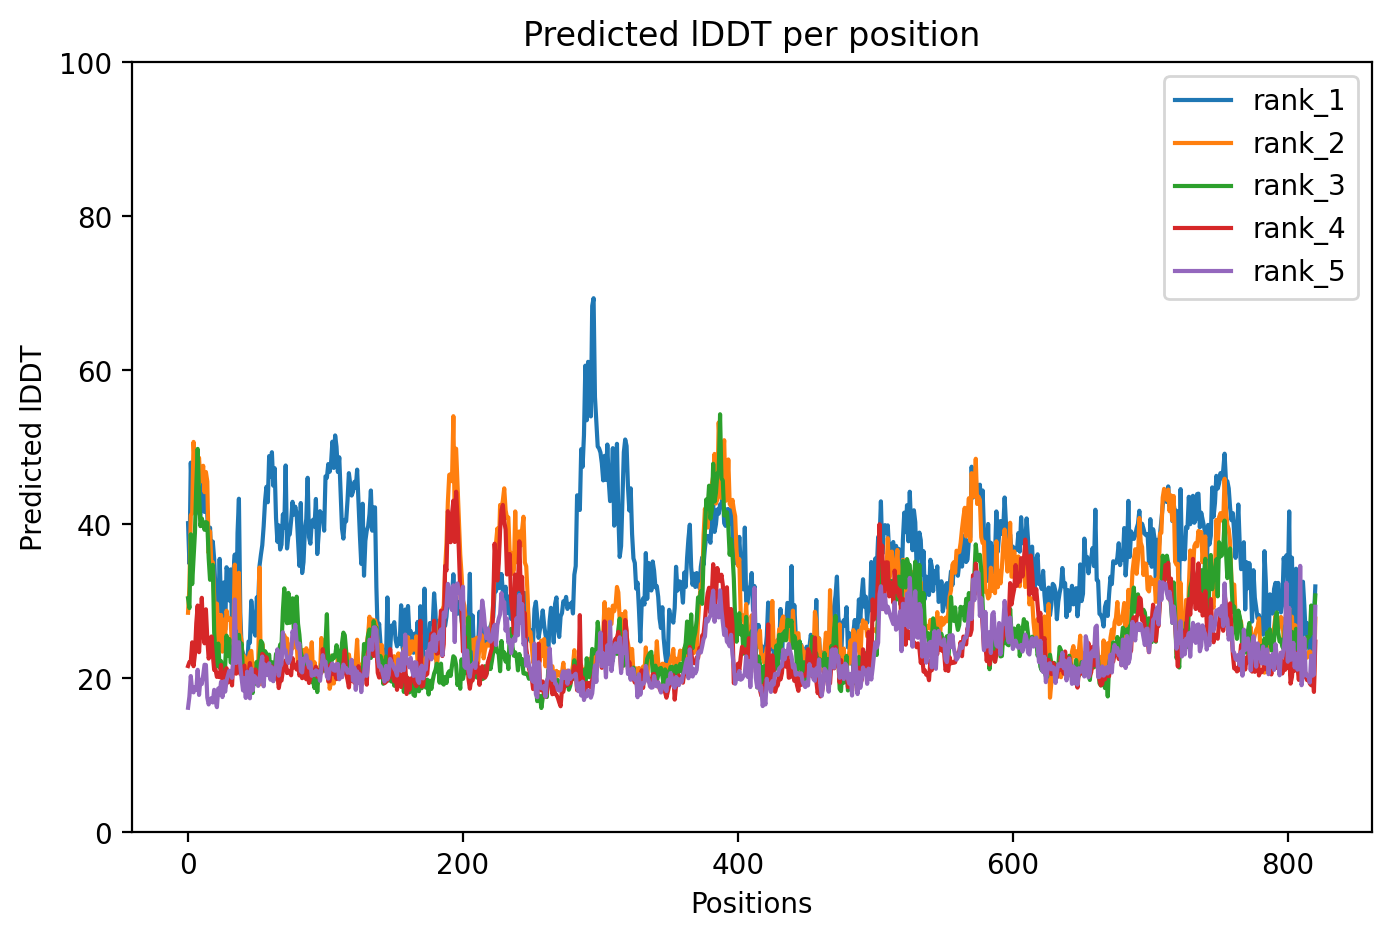 Predicted lDDT per position
100
80
60
40
20
0
Predicted lDDT
0 200 400 600 800
Positions
rank_1
rank_2
rank_3
rank_4
rank_5